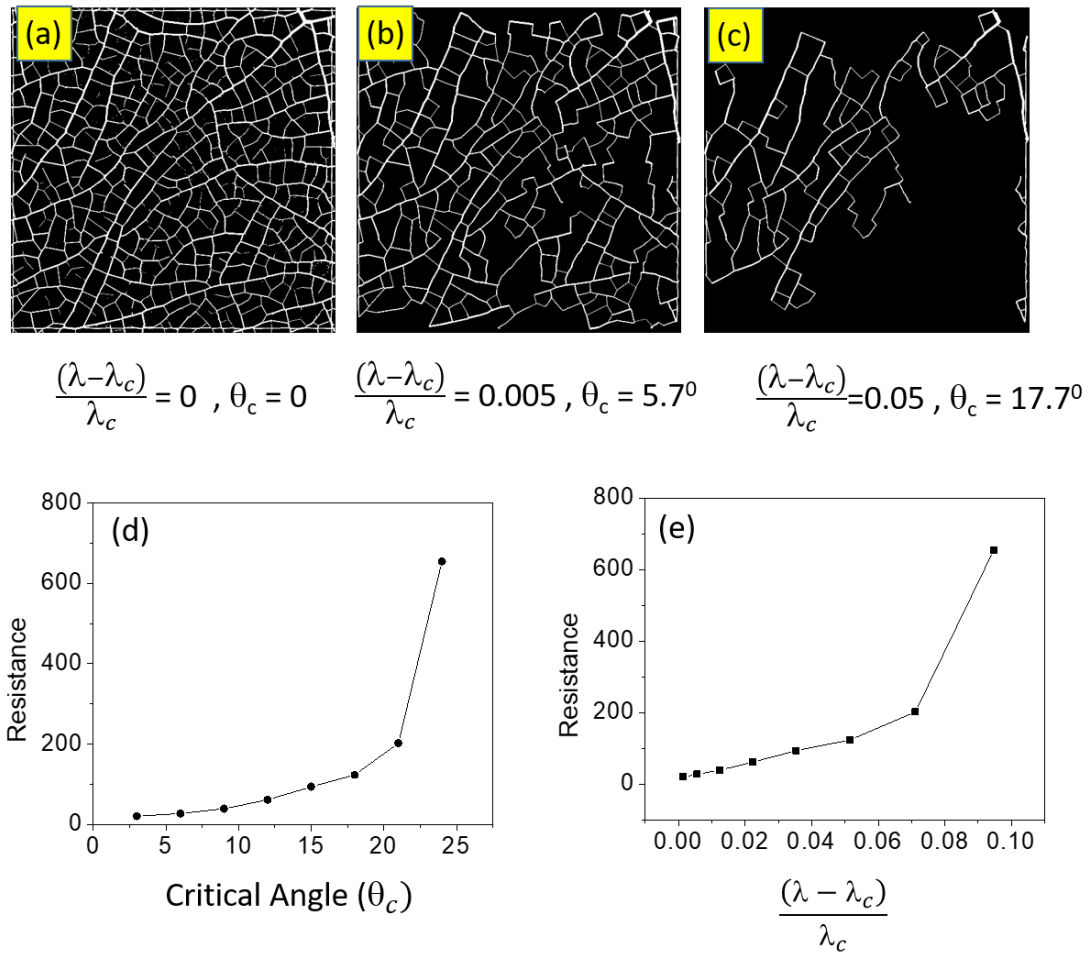 (a) (b) (c)
(λ−λc)/λc = 0 , θc = 0
(λ−λc)/λc = 0.005 , θc = 5.7⁰
(λ−λc)/λc =0.05 , θc = 17.7⁰
(d)
800
600
400
200
0
Resistance
0 5 10 15 20 25
Critical Angle (θc)
(e)
800
600
400
200
0
Resistance
0.00 0.02 0.04 0.06 0.08 0.10
(λ − λc)/λc